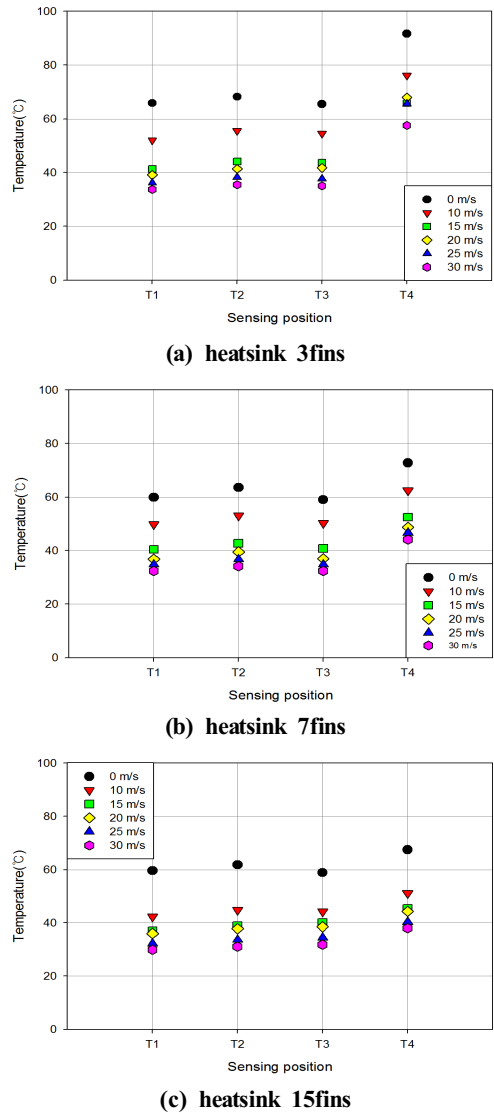 100
80
60
40
20
0
Temperature(℃)
0 m/s
10 m/s
15 m/s
20 m/s
25 m/s
30 m/s
T1 T2 T3 T4
Sensing position
(a) heatsink 3fins
100
80
60
40
20
0
Temperature(℃)
0 m/s
10 m/s
15 m/s
20 m/s
25 m/s
30 m/s
T1 T2 T3 T4
Sensing position
(b) heatsink 7fins
100
80
60
40
20
0
Temperature(℃)
0 m/s
10 m/s
15 m/s
20 m/s
25 m/s
30 m/s
T1 T2 T3 T4
Sensing position
(c) heatsink 15fins